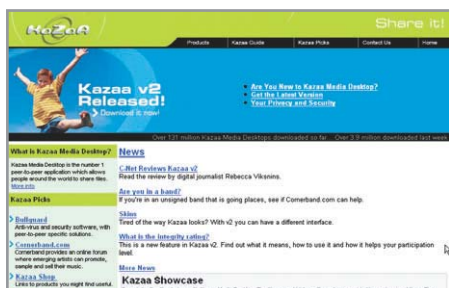 KaZaA
Share it!
Products Kazaa Guide Kazaa Picks Contact Us Home
Kazaa v2
Released!
Download it now!
Are You New to Kazaa Media Desktop?
Get the Latest Version
Your Privacy and Security
Over 131 million Kazaa Media Desktops downloaded so far. Over 2.9 million downloaded last week
What is Kazaa Media Desktop?
Kazaa Media Desktop is the number 1
peer-to-peer application which allows
people around the world to share files.
More info
Kazaa Picks
Bullguard
Anti-virus and security software, with
peer-to-peer specific solutions.
Cornerband.com
Cornerband provides an online forum
where emerging artists can promote,
sample and sell their music.
Kazaa Shop
Links to products you might find useful.
News
C-Net Reviews Kazaa v2
Read the review by digital journalist Rebecca Viksnins.
Are you in a band?
If you're in an unsigned band that is going places, see if Cornerband.com can help.
Skins
Tired of the way Kazaa looks? With v2 you can have a different interface.
What is the integrity rating?
This is a new feature in Kazaa v2. Find out what it means, how to use it and how it helps your participation
level.
More News
Kazaa Showcase